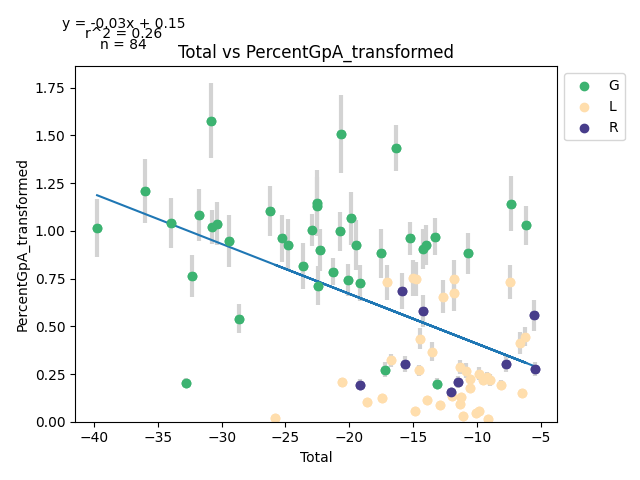 y = -0.03x + 0.15
r^2 = 0.26
n = 84
Total vs PercentGpA_transformed
1.75
1.50
1.25
1.00
0.75
0.50
0.25
0.00
PercentGpA_transformed
−40 −35 −30 −25 −20 −15 −10 −5
Total
G
L
R